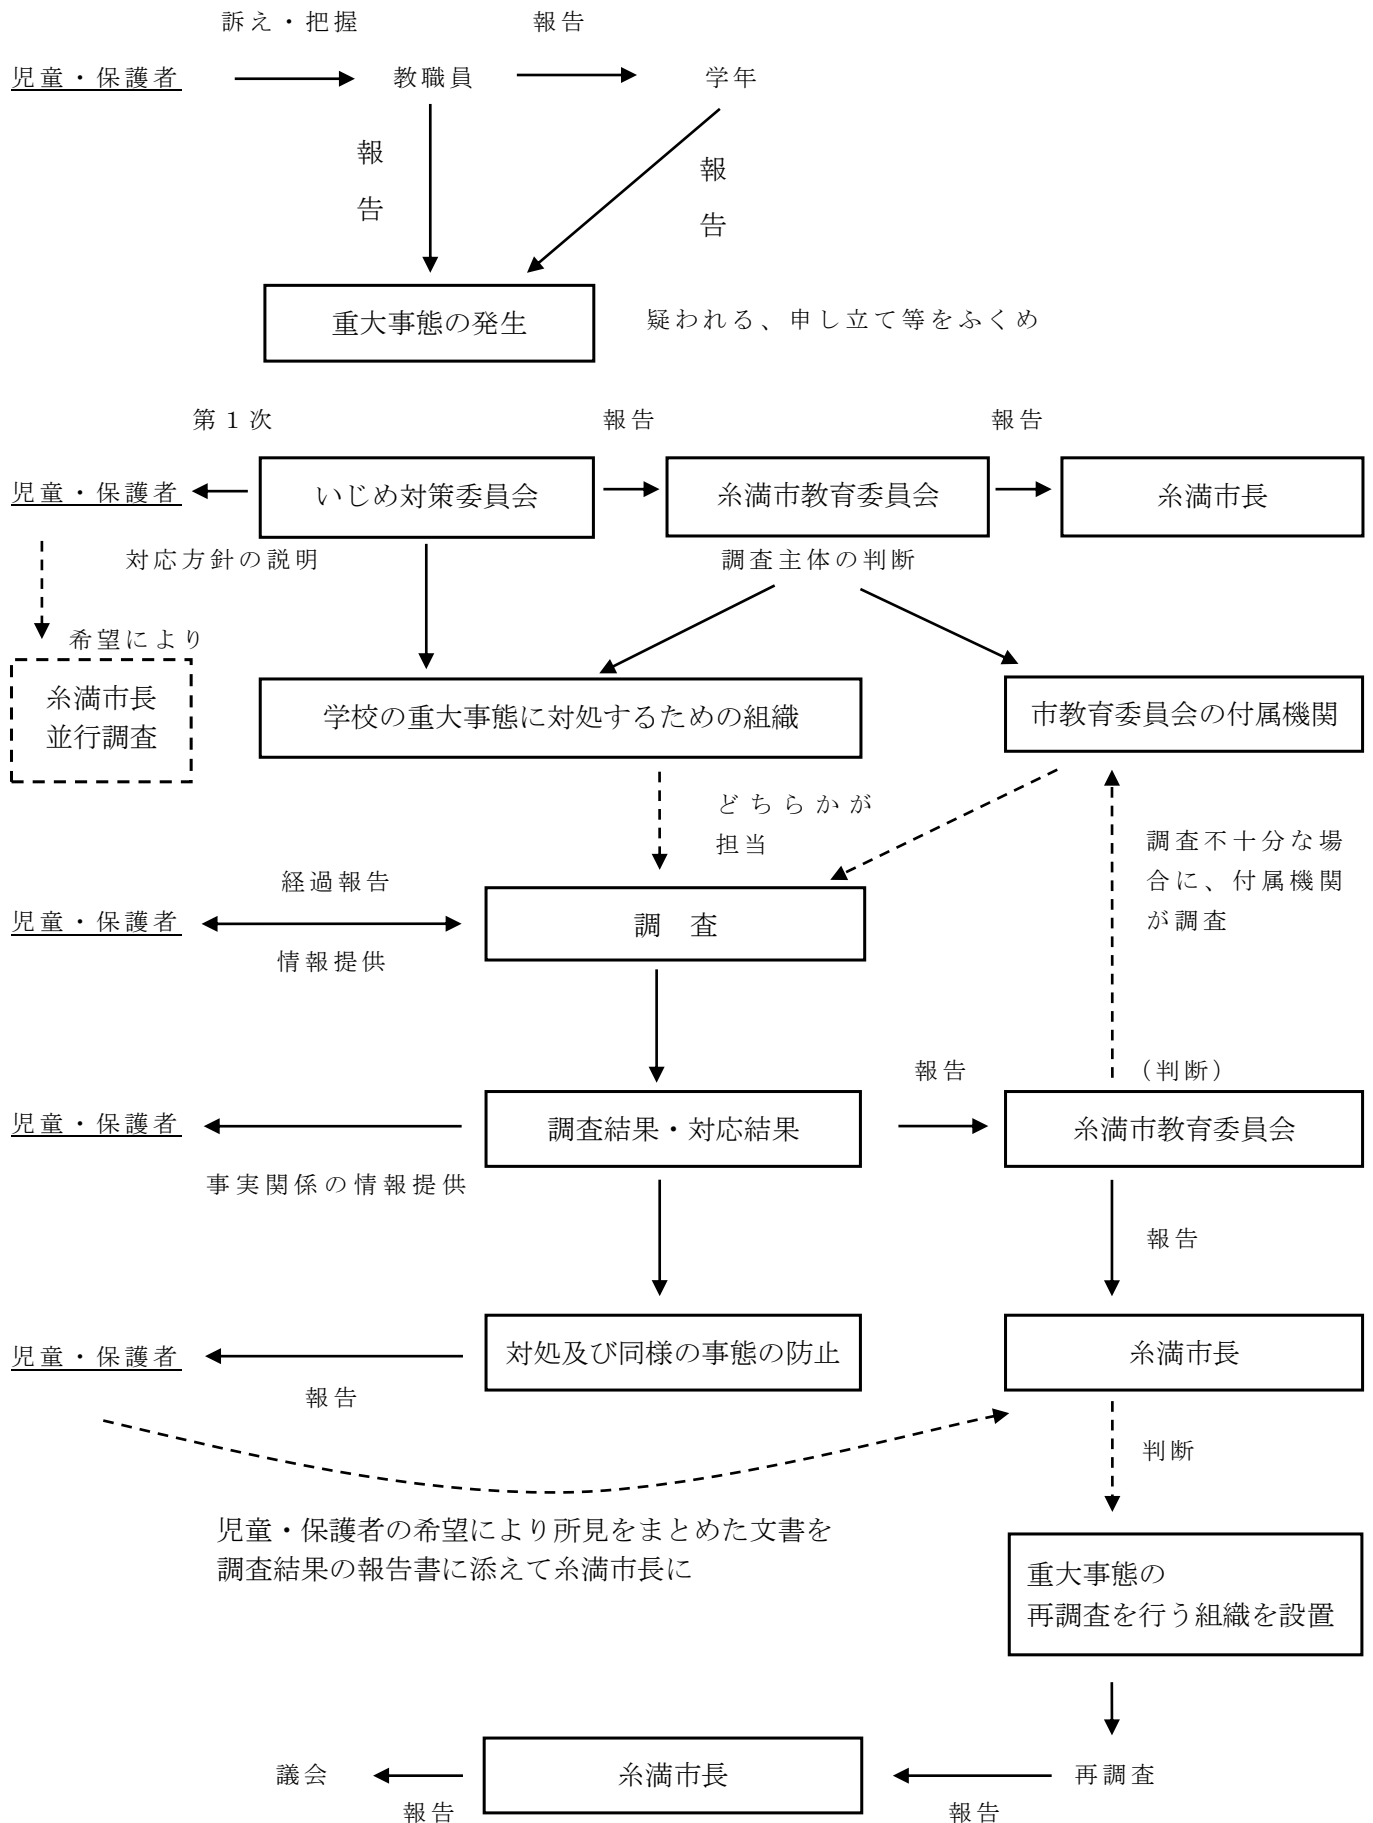 訴え・把握
報告
児童・保護者
教職員
学年
報
告
報
告
重大事態の発生
疑われる、申し立て等をふくめ
第１次
報告
報告
児童・保護者
いじめ対策委員会
糸満市教育委員会
糸満市長
対応方針の説明
調査主体の判断
希望により
糸満市長
並行調査
学校の重大事態に対処するための組織
市教育委員会の付属機関
どちらかが
担当
調査不十分な場
合に、付属機関
が調査
経過報告
児童・保護者
調　査
情報提供
報告
（判断）
児童・保護者
調査結果・対応結果
糸満市教育委員会
事実関係の情報提供
報告
児童・保護者
対処及び同様の事態の防止
糸満市長
報告
判断
児童・保護者の希望により所見をまとめた文書を
調査結果の報告書に添えて糸満市長に
重大事態の
再調査を行う組織を設置
議会
糸満市長
再調査
報告
報告